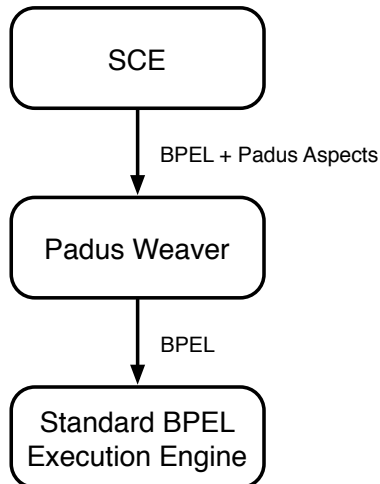 SCE
BPEL + Padus Aspects
Padus Weaver
BPEL
Standard BPEL
Execution Engine